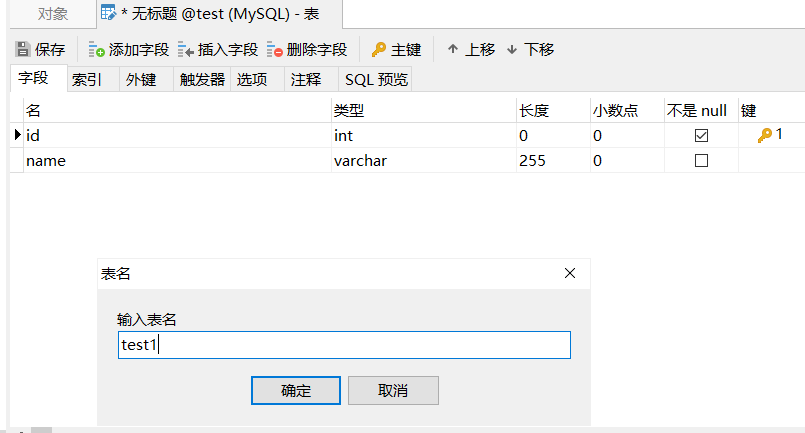 对象 * 无标题 @test (MySQL) - 表
保存 添加字段 插入字段 删除字段 主键 上移 下移
字段 索引 外键 触发器 选项 注释 SQL 预览
名 类型 长度 小数点 不是 null 键
id int 0 0 1
name varchar 255 0
表名
输入表名
test1
确定 取消